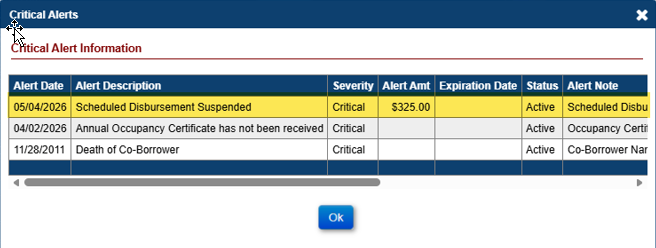 Critical Alerts
Critical Alert Information
Alert Date Alert Description Severity Alert Amt Expiration Date Status Alert Note
05/04/2026 Scheduled Disbursement Suspended Critical $325.00 Active Scheduled Disbu
04/02/2026 Annual Occupancy Certificate has not been received Critical Active Occupancy Certif
11/28/2011 Death of Co-Borrower Critical Active Co-Borrower Nar
Ok